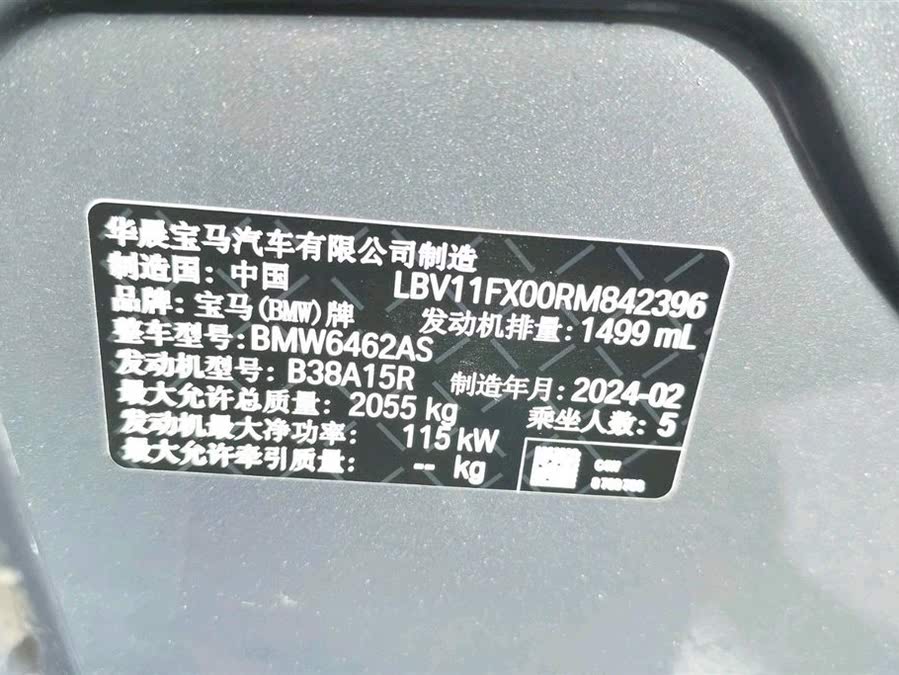 华晨宝马汽车有限公司制造
制造国: 中国 LBV11FX00RM842396
品牌: 宝马(BMW)牌 发动机排量: 1499 mL
整车型号: BMW6462AS
发动机型号: B38A15R 制造年月: 2024-02
最大允许总质量: 2055 kg 乘坐人数: 5
发动机最大净功率: 115 kW
最大允许牵引质量: -- kg